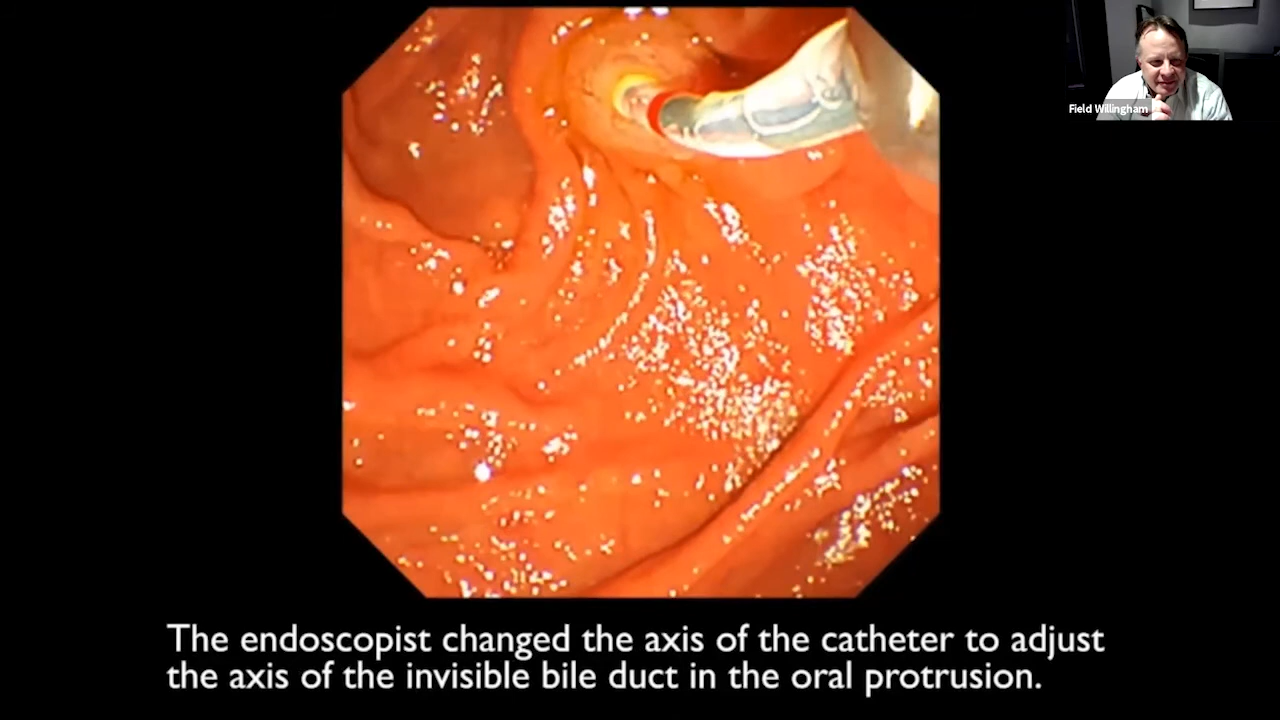 Field Willingham
The endoscopist changed the axis of the catheter to adjust
the axis of the invisible bile duct in the oral protrusion.